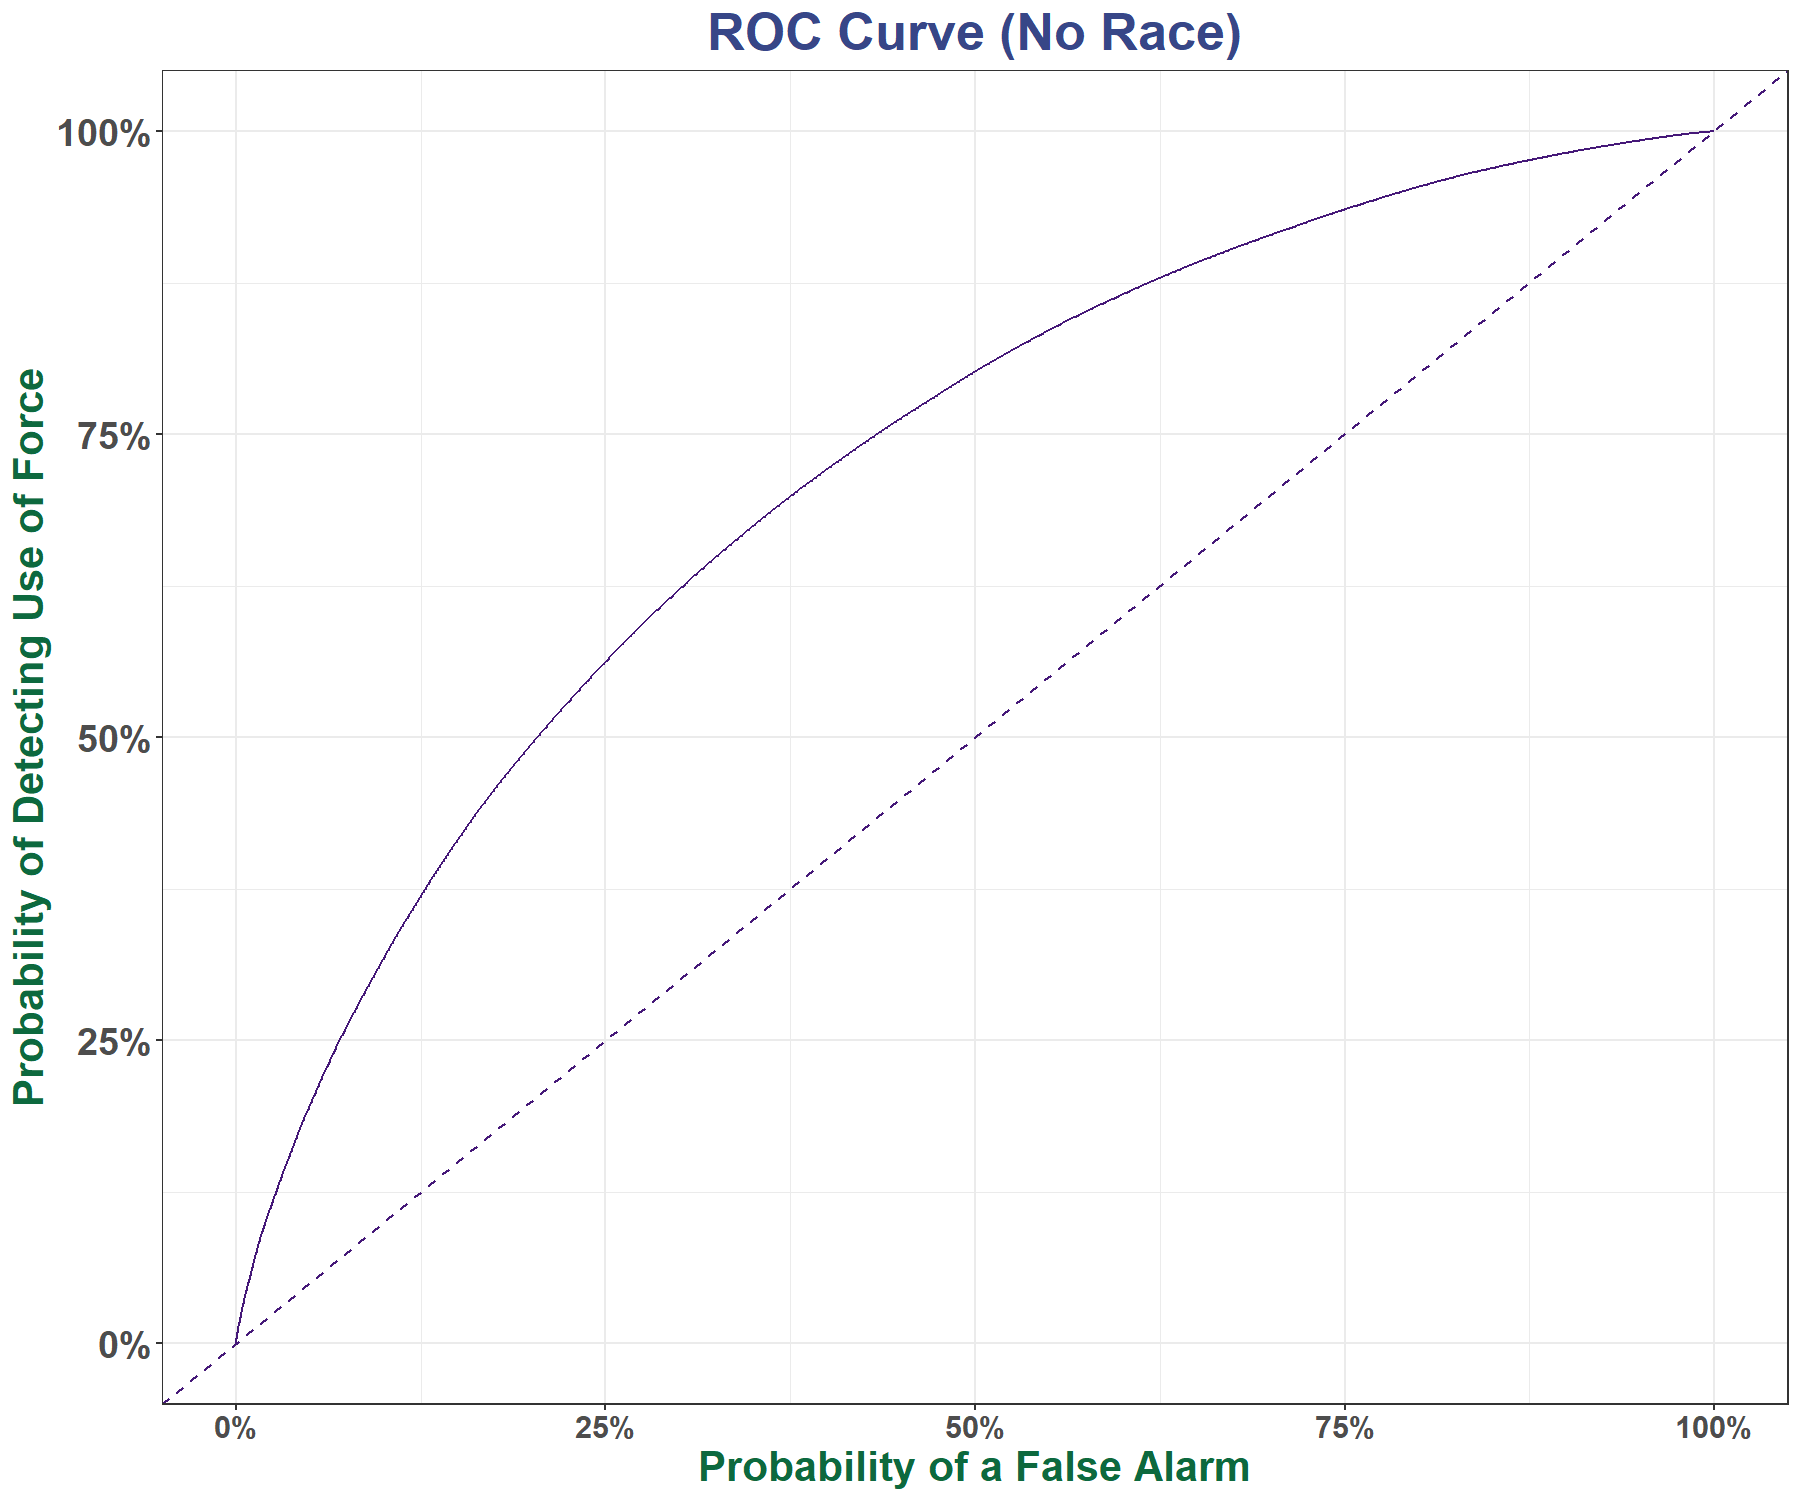 ROC Curve (No Race)
Probability of Detecting Use of Force
100%
75%
50%
25%
0%
0% 25% 50% 75% 100%
Probability of a False Alarm